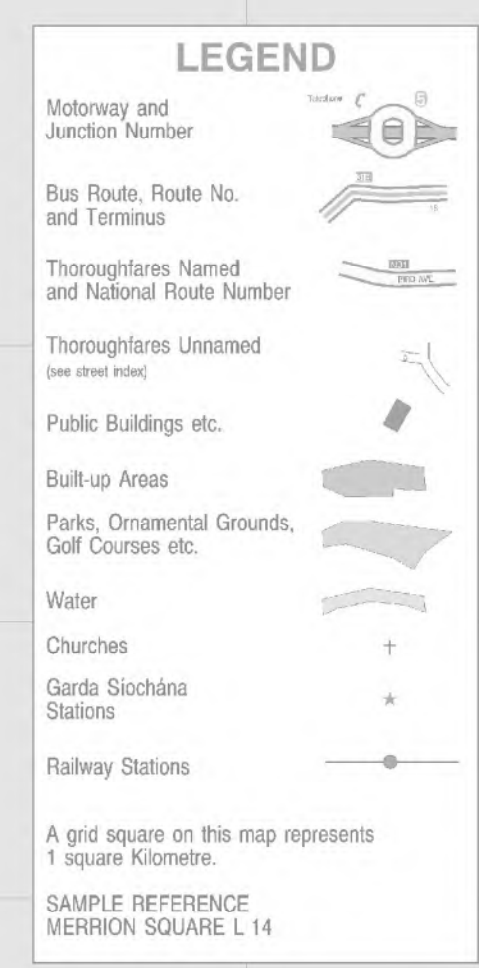 LEGEND
Motorway and
Junction Number
Bus Route, Route No.
and Terminus
Thoroughfares Named
and National Route Number
Thoroughfares Unnamed
(see street index)
Public Buildings etc.
Built-up Areas
Parks, Ornamental Grounds,
Golf Courses etc.
Water
Churches
Garda Síochána
Stations
Railway Stations
A grid square on this map represents
1 square Kilometre.
SAMPLE REFERENCE
MERRION SQUARE L 14